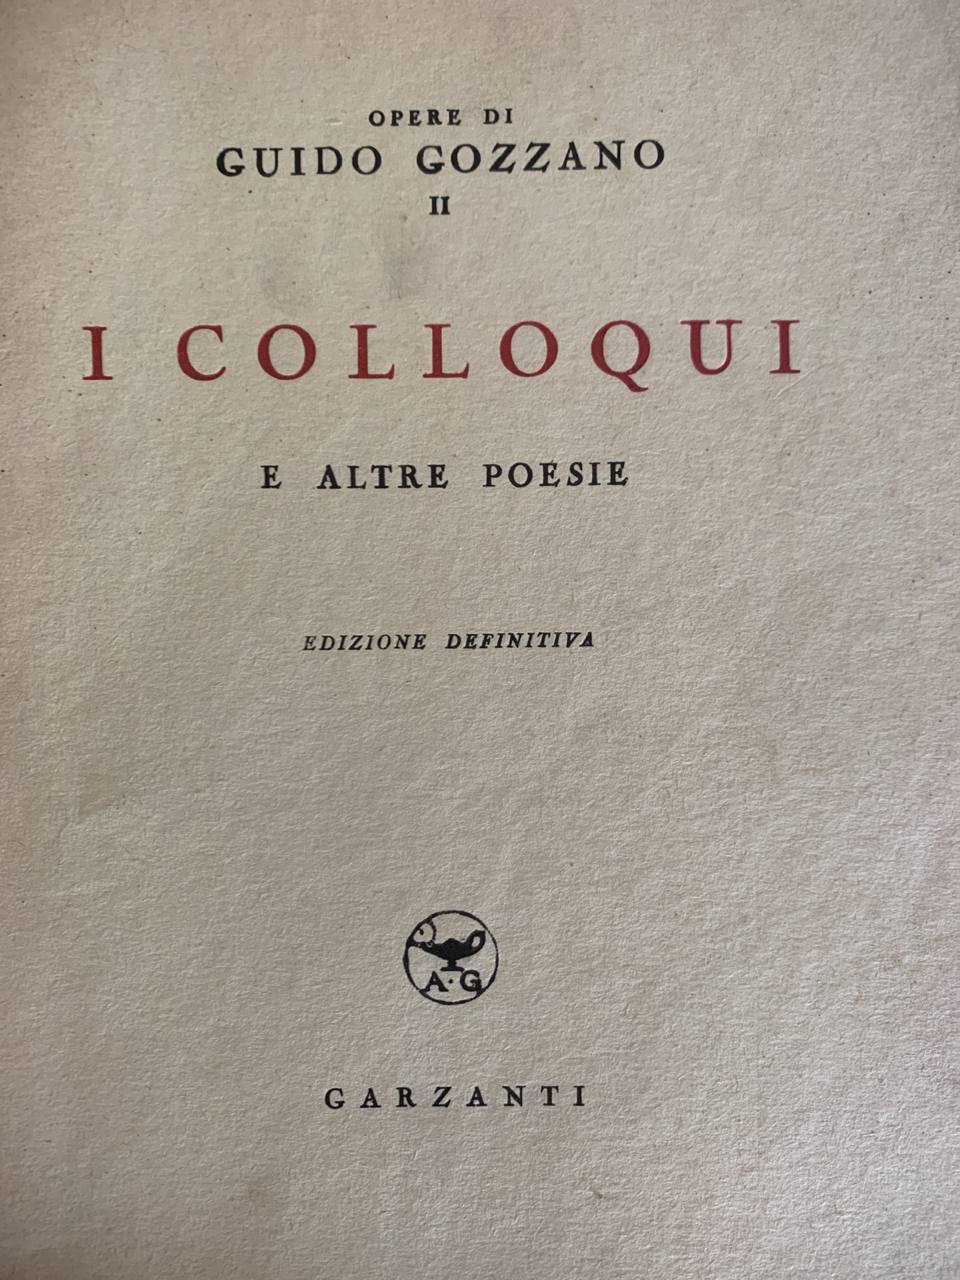 OPERE DI
GUIDO GOZZANO
II
I COLLOQUI
E ALTRE POESIE
EDIZIONE DEFINITIVA
A·G
GARZANTI